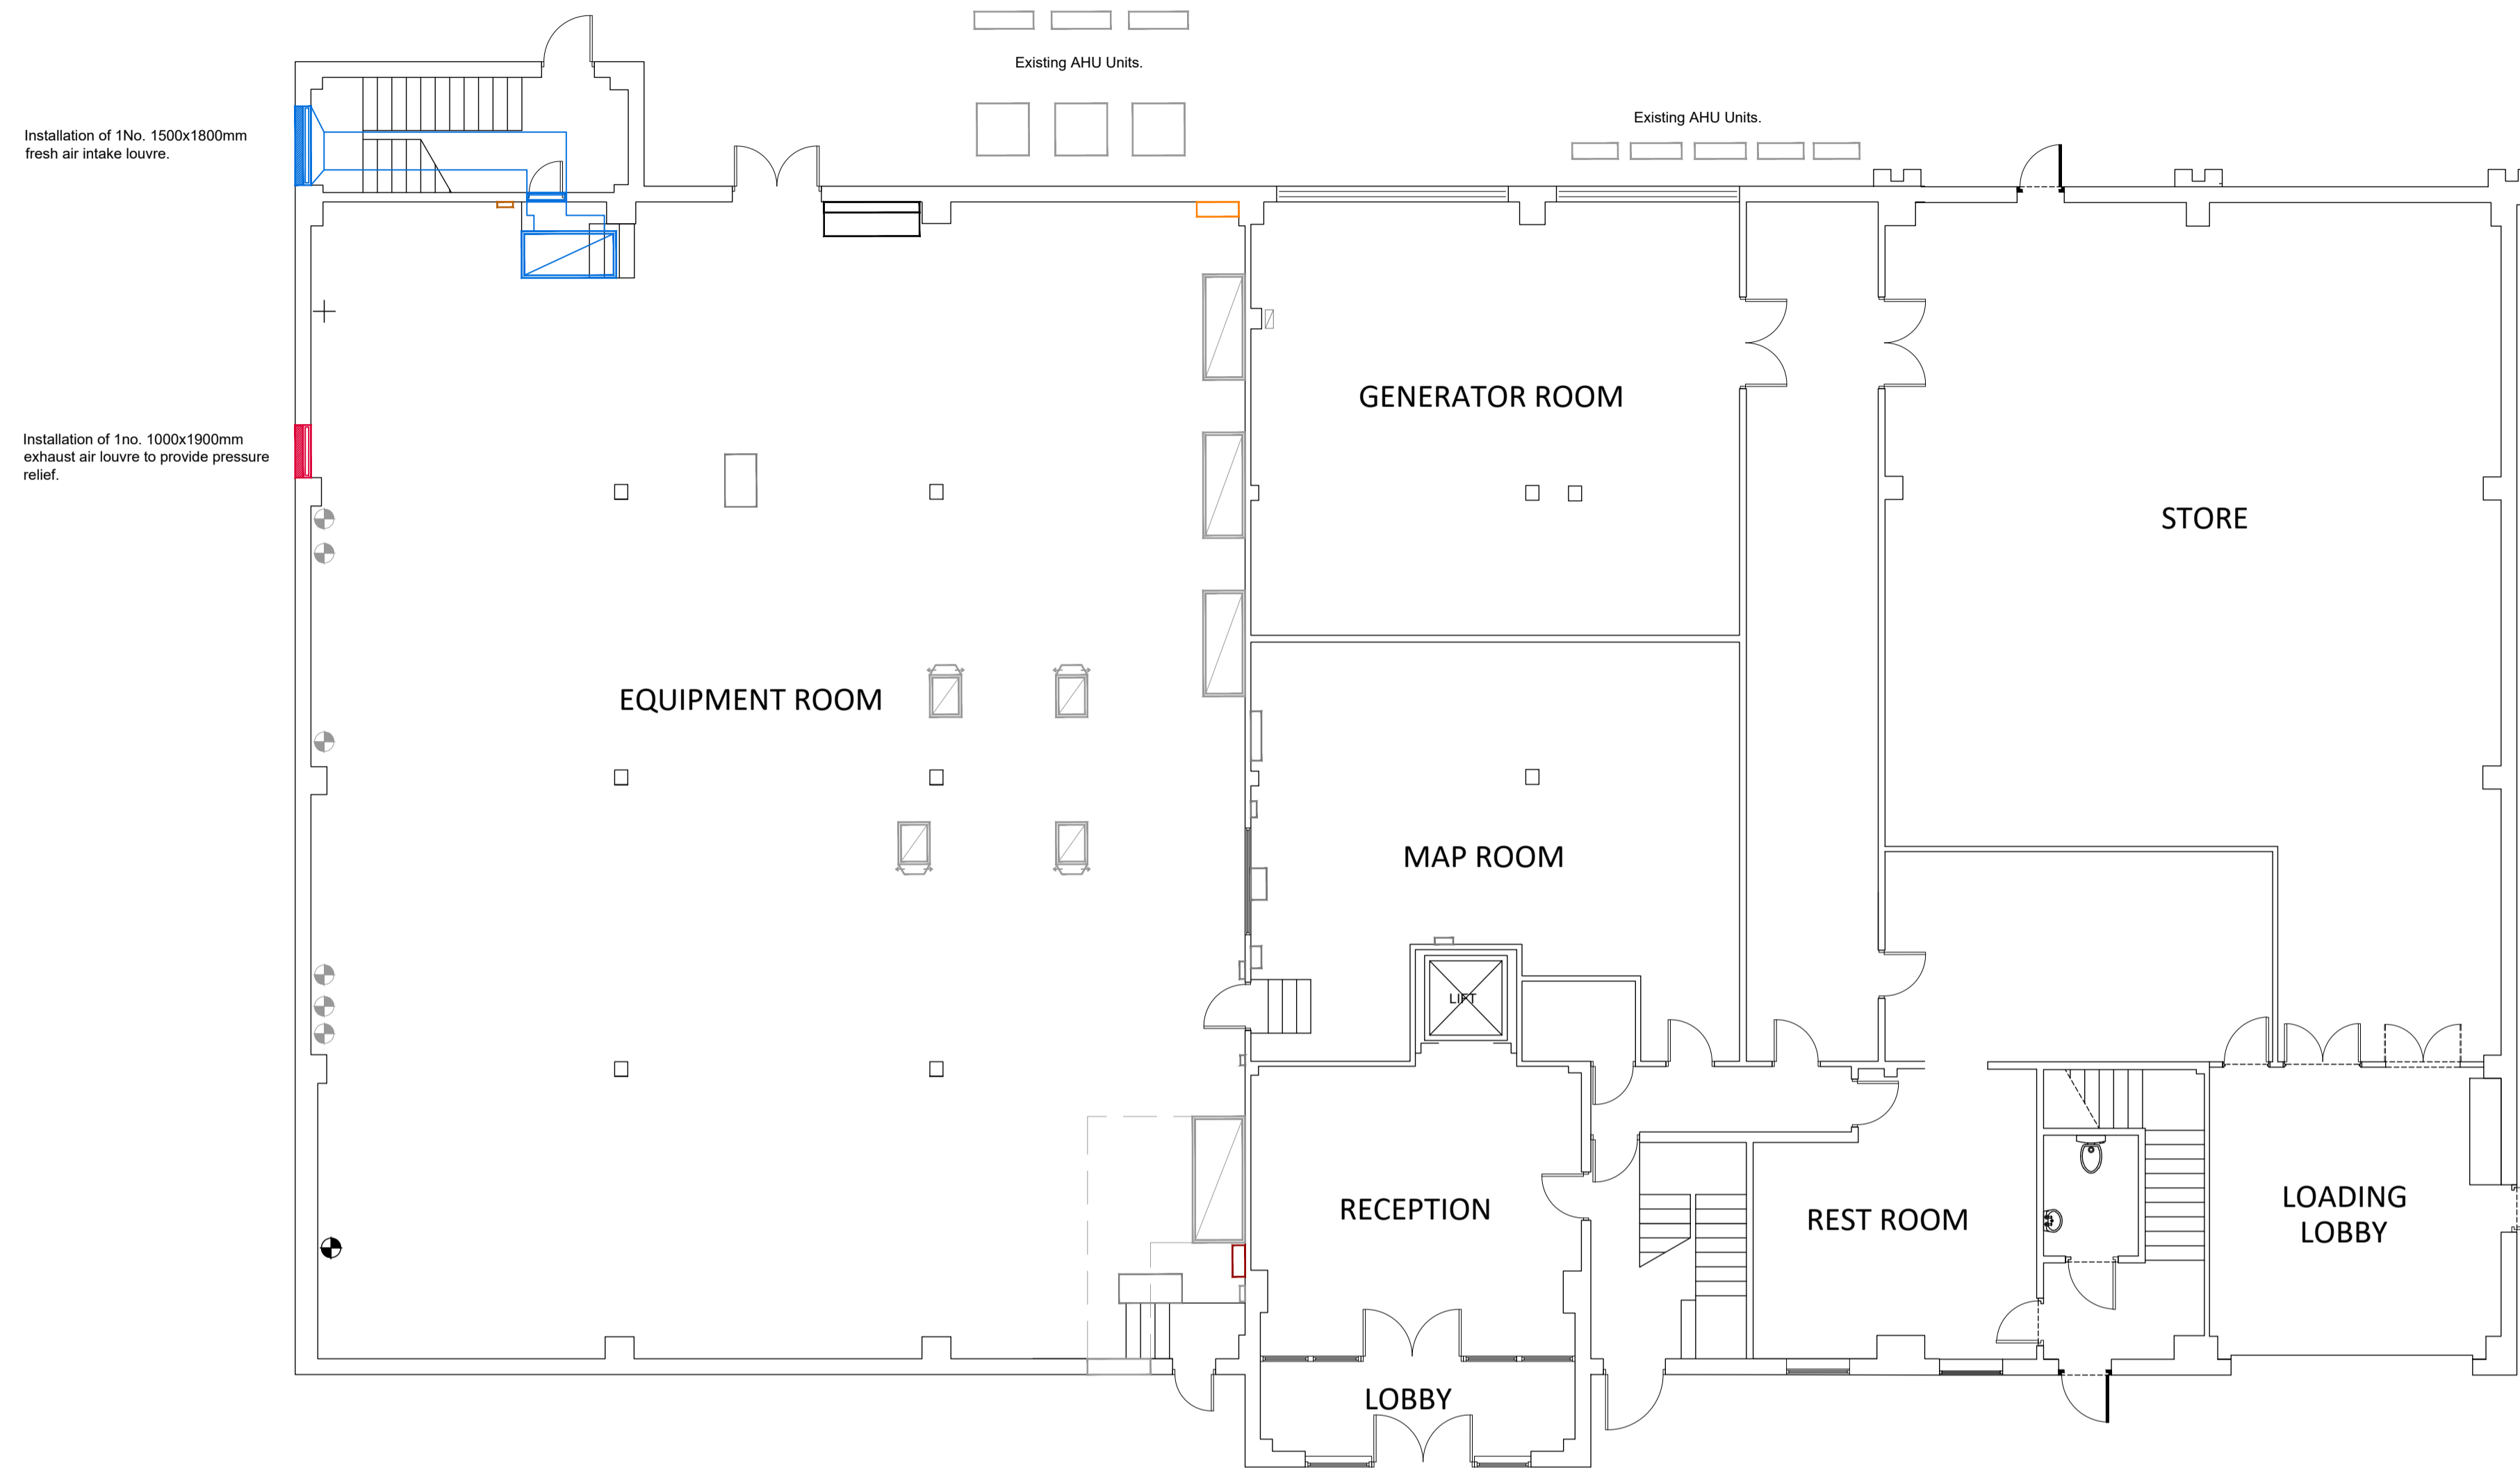 Existing AHU Units.
Existing AHU Units.
Installation of 1No. 1500x1800mm
fresh air intake louvre.
GENERATOR ROOM
Installation of 1no. 1000x1900mm
exhaust air louvre to provide pressure
relief.
STORE
EQUIPMENT ROOM
MAP ROOM
LIFT
RECEPTION
REST ROOM
LOADING
LOBBY
LOBBY